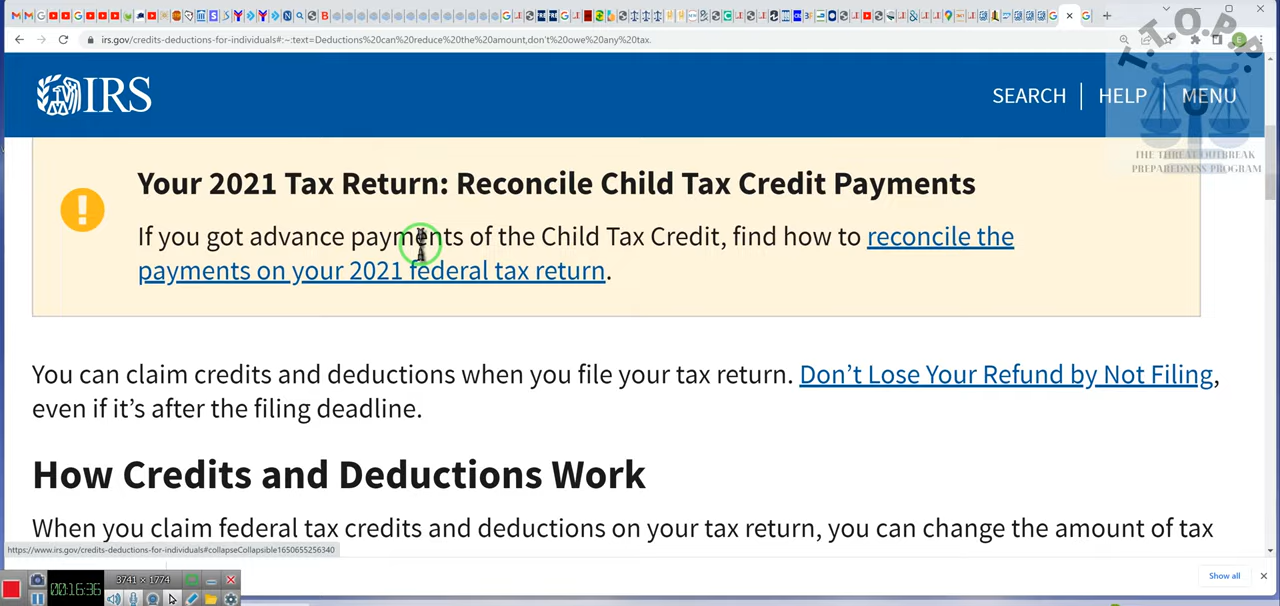 irs.gov/credits-deductions-for-individuals#:~:text=Deductions%20can%20reduce%20the%20amount,don't%20owe%20any%20tax.
T.I.O.P.P.
IRS
SEARCH | HELP | MENU
THE THREAT OUTBREAK
PREPAREDNESS PROGRAM
Your 2021 Tax Return: Reconcile Child Tax Credit Payments
If you got advance payments of the Child Tax Credit, find how to reconcile the
payments on your 2021 federal tax return.
You can claim credits and deductions when you file your tax return. Don't Lose Your Refund by Not Filing,
even if it's after the filing deadline.
How Credits and Deductions Work
When you claim federal tax credits and deductions on your tax return, you can change the amount of tax
https://www.irs.gov/credits-deductions-for-individuals#collapseCollapsible1650655256340
Show all
00:16:36
3741 × 1774